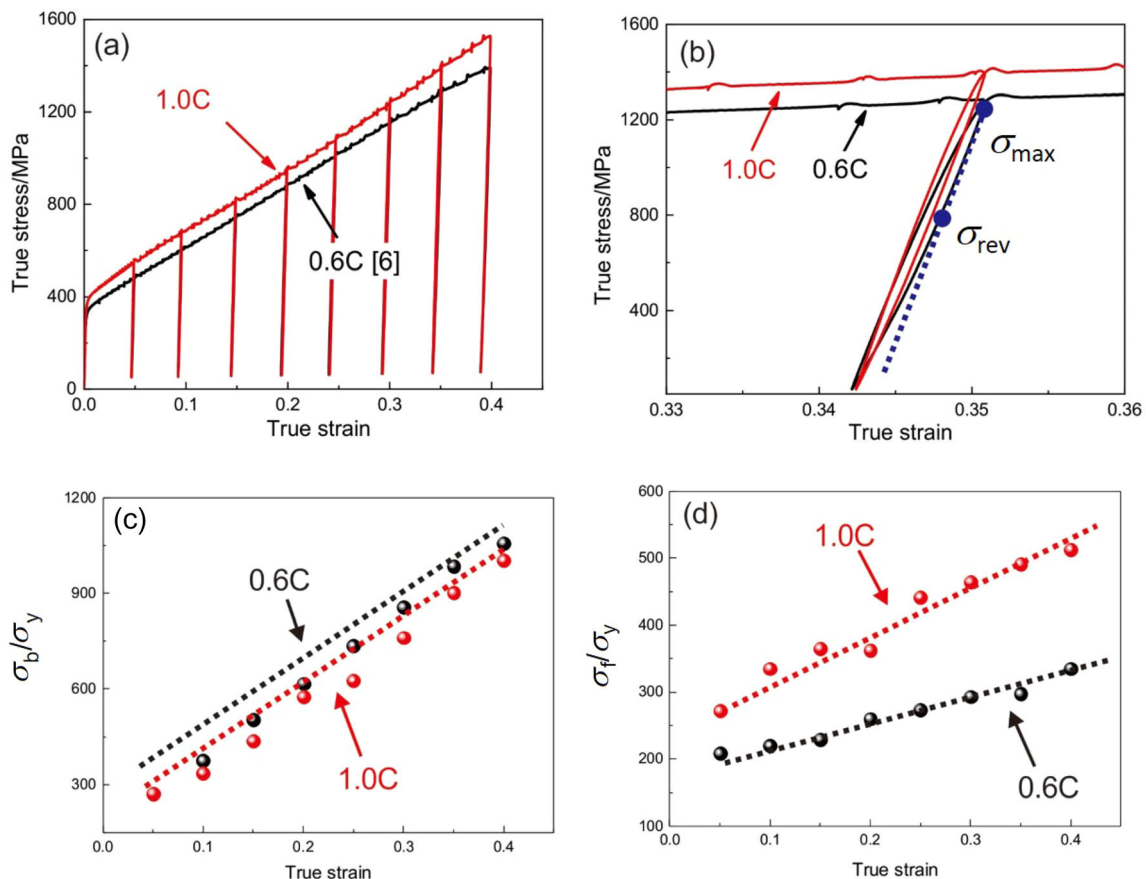 (a)
True stress/MPa
1600
1200
800
400
0
1.0C
0.6C [6]
0.0 0.1 0.2 0.3 0.4
True strain
(b)
True stress/MPa
1600
1200
800
400
1.0C
0.6C
σmax
σrev
0.33 0.34 0.35 0.36
True strain
(c)
σb/σy
1200
900
600
300
0.6C
1.0C
0.0 0.1 0.2 0.3 0.4
True strain
(d)
σf/σy
600
500
400
300
200
100
1.0C
0.6C
0.0 0.1 0.2 0.3 0.4
True strain